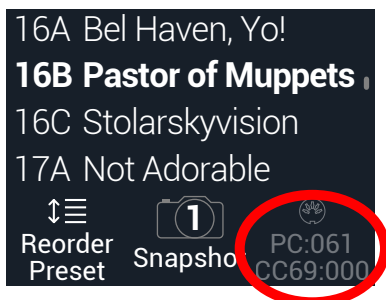 16A Bel Haven, Yo!
16B Pastor of Muppets
16C Stolarskyvision
17A Not Adorable
Reorder
Preset
1
Snapshot
PC:061
CC69:000